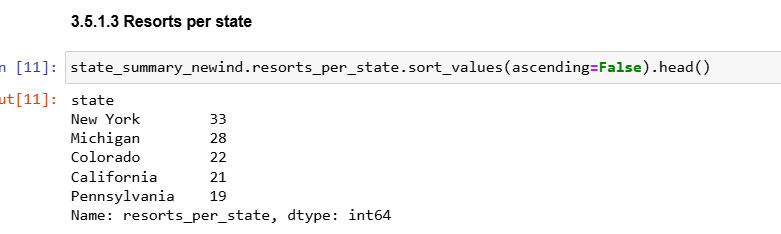 3.5.1.3 Resorts per state
n [11]: state_summary_newind.resorts_per_state.sort_values(ascending=False).head()
ut[11]: state
New York 33
Michigan 28
Colorado 22
California 21
Pennsylvania 19
Name: resorts_per_state, dtype: int64